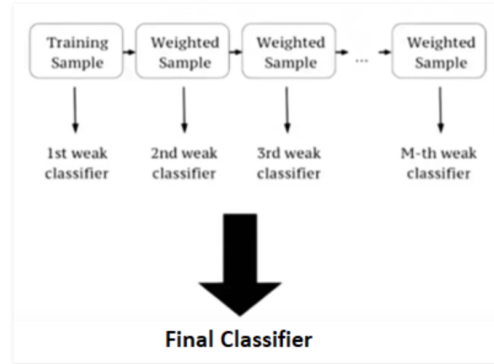 Training Weighted Weighted Weighted
Sample Sample Sample ... Sample
1st weak 2nd weak 3rd weak M-th weak
classifier classifier classifier classifier
Final Classifier